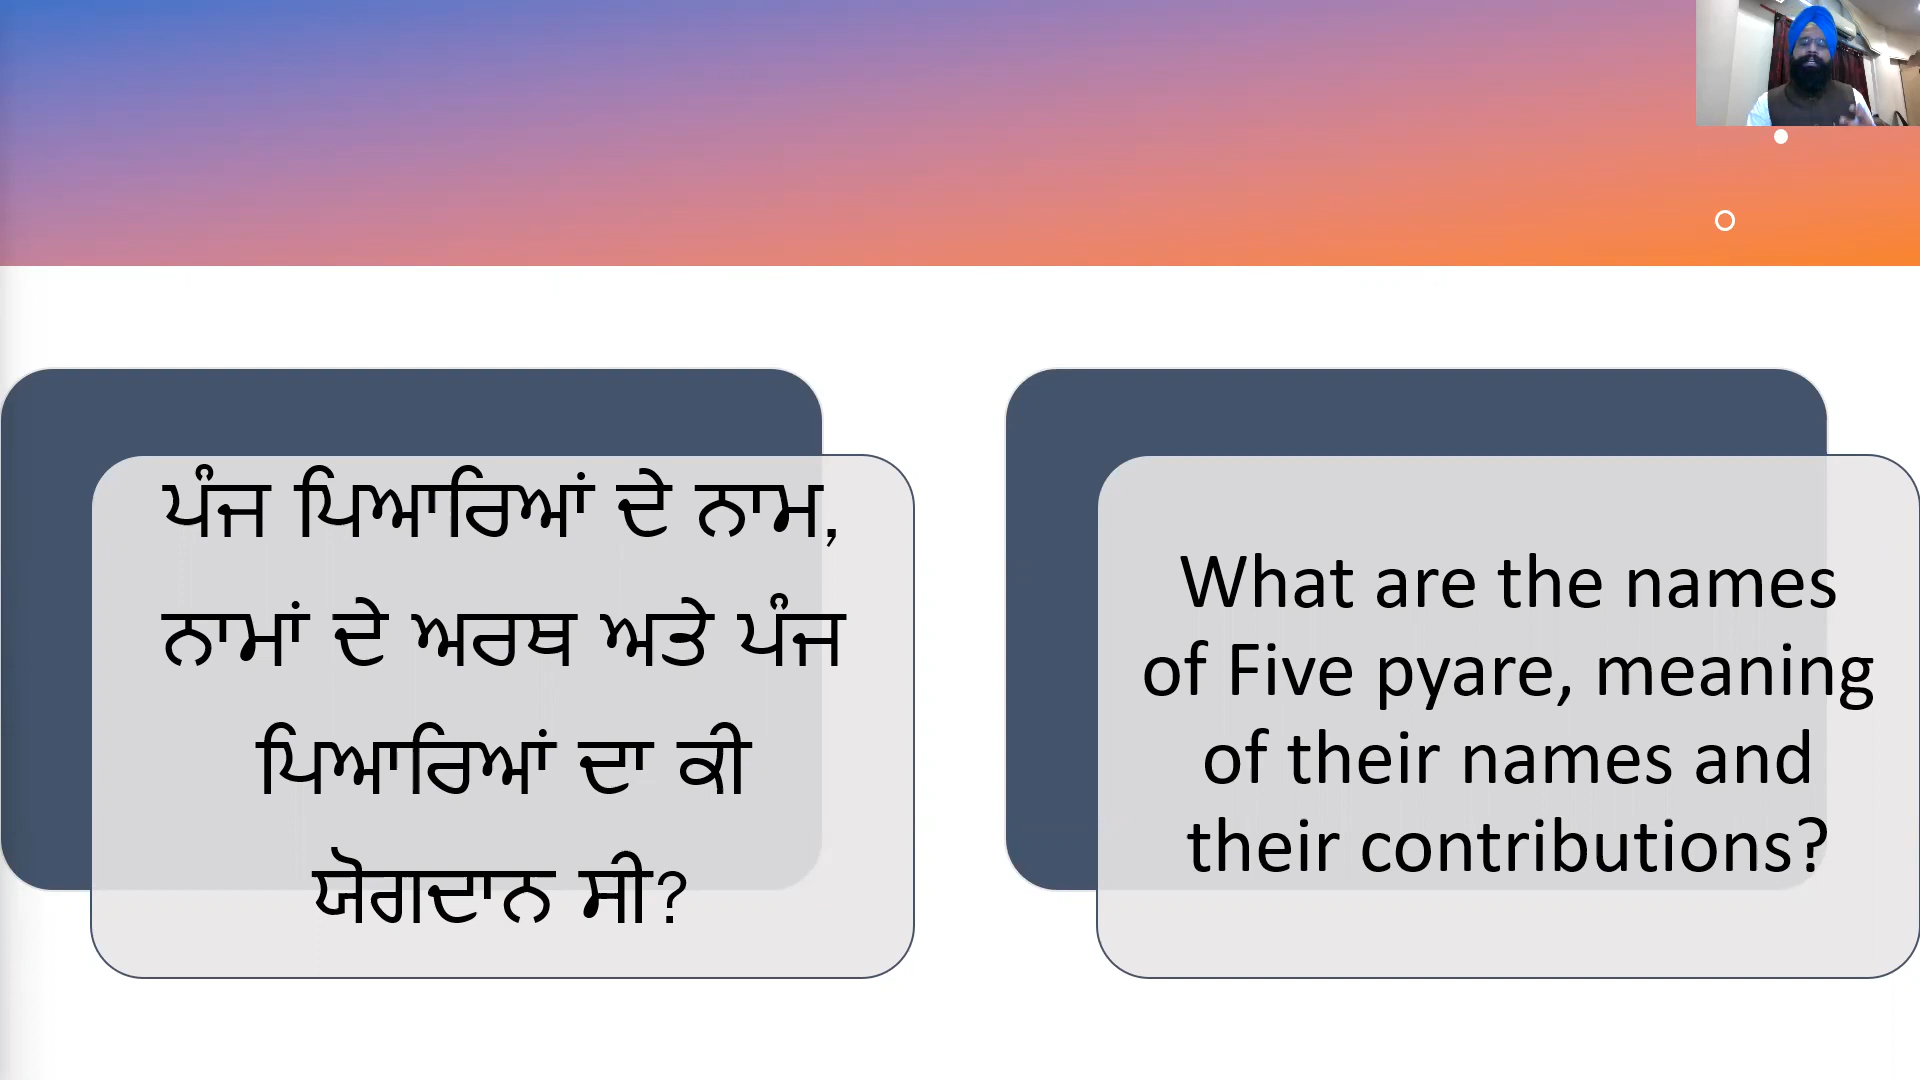 ਪੰਜ ਪਿਆਰਿਆਂ ਦੇ ਨਾਮ,
ਨਾਮਾਂ ਦੇ ਅਰਥ ਅਤੇ ਪੰਜ
ਪਿਆਰਿਆਂ ਦਾ ਕੀ
ਯੋਗਦਾਨ ਸੀ?
What are the names
of Five pyare, meaning
of their names and
their contributions?